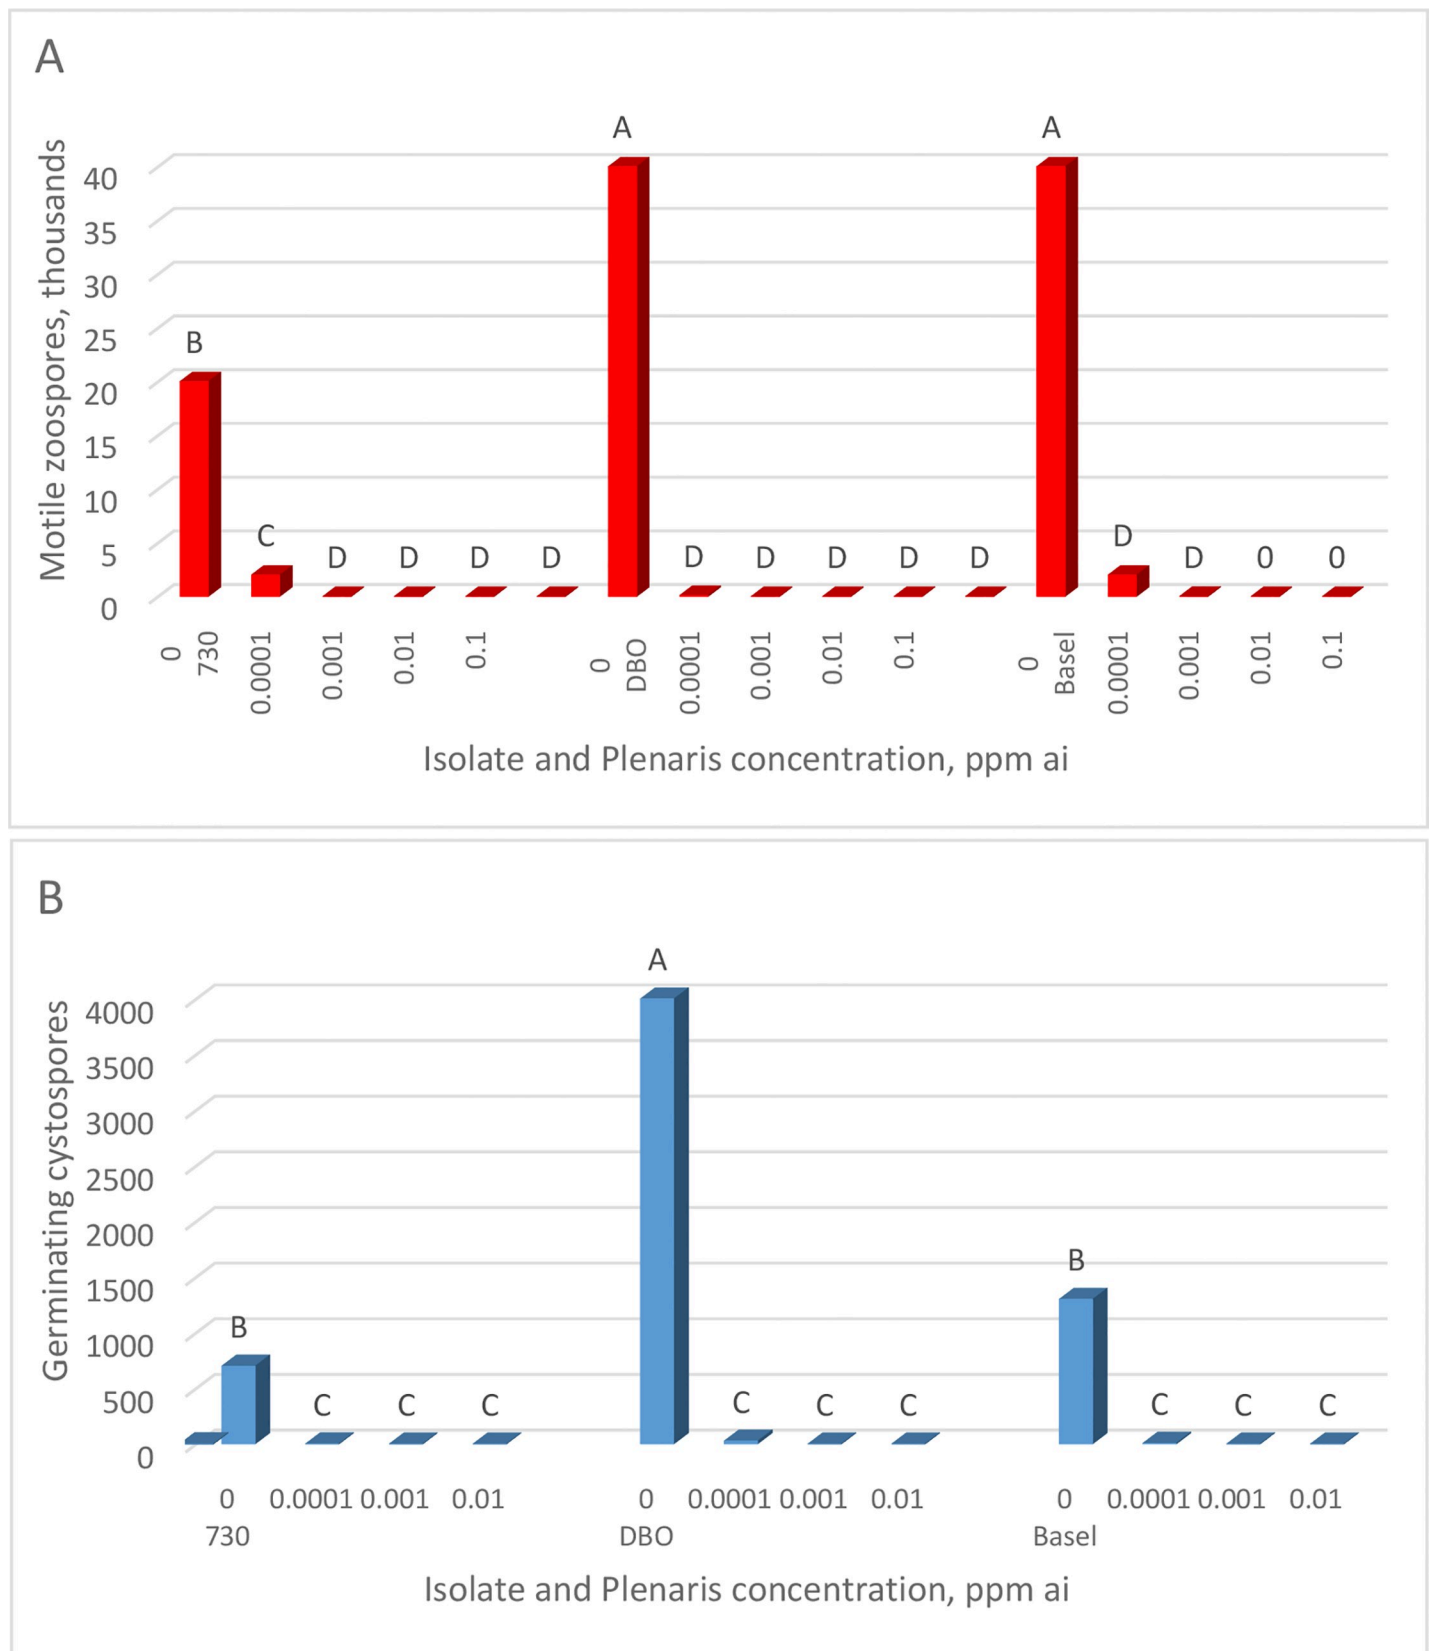 A
Motile zoospores, thousands
40
35
30
25
20
15
10
5
0
B C D D D D A D D D D D A D D 0 0
0 0.0001 0.001 0.01 0.1 0 0.0001 0.001 0.01 0.1 0 0.0001 0.001 0.01 0.1
730 DBO Basel
Isolate and Plenaris concentration, ppm ai
B
Germinating cystospores
4000
3500
3000
2500
2000
1500
1000
500
0
B C C C A C C C B C C C
0 0.0001 0.001 0.01 0 0.0001 0.001 0.01 0 0.0001 0.001 0.01
730 DBO Basel
Isolate and Plenaris concentration, ppm ai